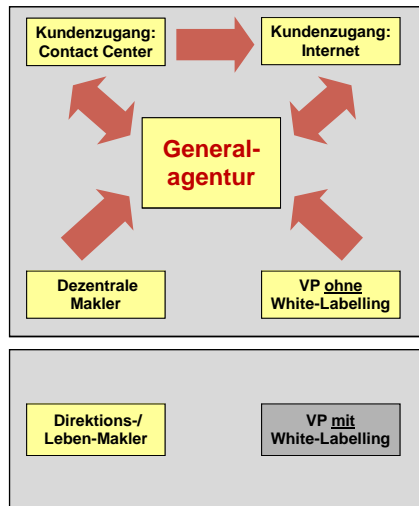 Kundenzugang:
Contact Center
Kundenzugang:
Internet
General-
agentur
Dezentrale
Makler
VP ohne
White-Labelling
Direktions-/
Leben-Makler
VP mit
White-Labelling